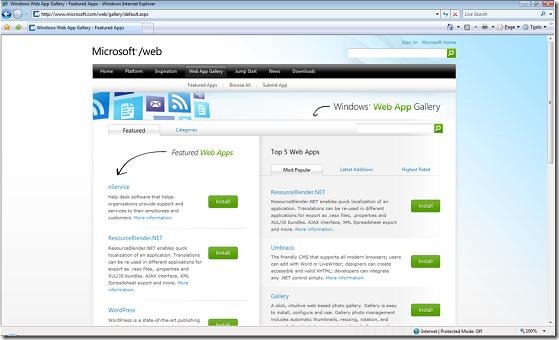 Windows Web App Gallery - Featured Apps - Windows Internet Explorer
http://www.microsoft.com/web/gallery/default.aspx
Live Search
Windows Web App Gallery - Featured Apps
Page
Tools
Sign In Microsoft Home
Microsoft /web
Home Platform Inspiration Web App Gallery Jump Start News Downloads
Featured Apps Browse All Submit App
Windows Web App Gallery
Featured Categories
Featured Web Apps
nService
Help desk software that helps
organizations provide support and
services to their employees and
customers. More information.
Install
ResourceBlender.NET
ResourceBlender.NET enables quick
localization of an application.
Translations can be re-used in different
applications for export as .resx files,
.properties and XUL/JS bundles. AJAX
interface, XML Spreadsheet export and
more. More information.
Install
WordPress
WordPress is a state-of-the-art publishing
Install
Top 5 Web Apps
Most Popular Latest Additions Highest Rated
ResourceBlender.NET
ResourceBlender.NET enables quick localization of an
application. Translations can be re-used in different
applications for export as .resx files, .properties and
XUL/JS bundles. AJAX interface, XML Spreadsheet
export and more. More information.
Install
Umbraco
The friendly CMS that supports all modern browsers; users
can edit with Word or LiveWriter; designers can create
accessible and valid XHTML; developers can integrate
any .NET control simply. More information.
Install
Gallery
A slick, intuitive web based photo gallery. Gallery is easy
to install, configure and use. Gallery photo management
includes automatic thumbnails, resizing, rotation, and
Install
Internet | Protected Mode: Off
100%